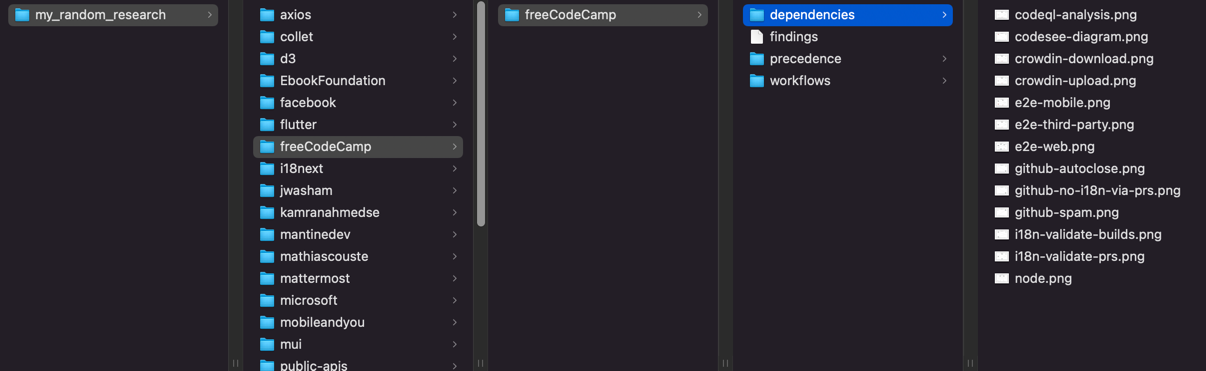 my_random_research
axios
collet
d3
EbookFoundation
facebook
flutter
freeCodeCamp
i18next
jwasham
kamranahmedse
mantinedev
mathiascouste
mattermost
microsoft
mobileandyou
mui
public-apis
freeCodeCamp
dependencies
findings
precedence
workflows
codeql-analysis.png
codesee-diagram.png
crowdin-download.png
crowdin-upload.png
e2e-mobile.png
e2e-third-party.png
e2e-web.png
github-autoclose.png
github-no-i18n-via-prs.png
github-spam.png
i18n-validate-builds.png
i18n-validate-prs.png
node.png